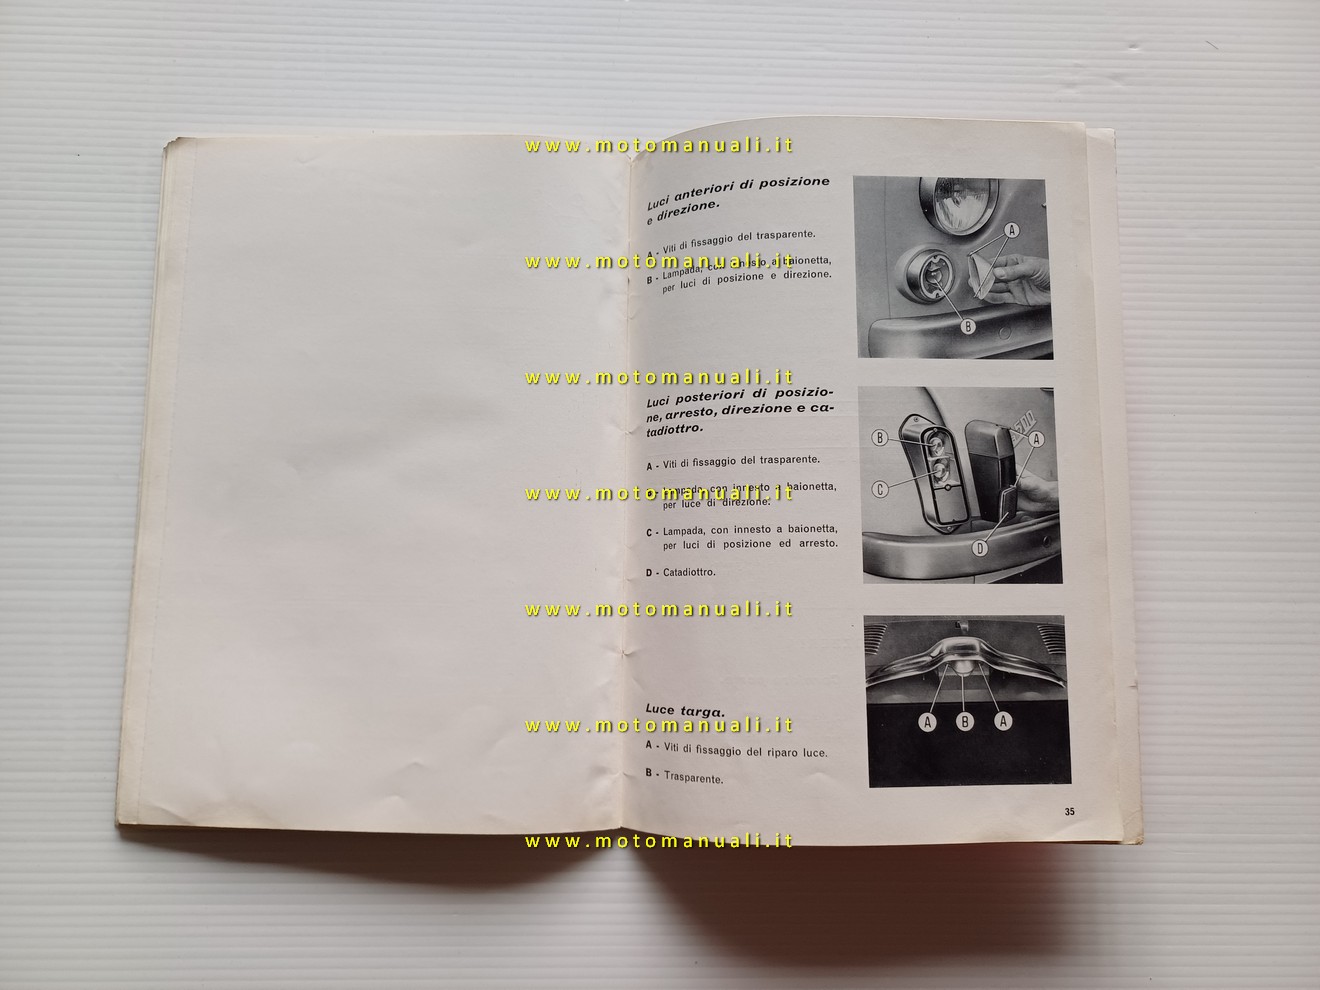 www.motomanuali.it
Luci anteriori di posizione
e direzione.
A - Viti di fissaggio del trasparente.
www.motomanuali.it
B - Lampada, con innesto a baionetta,
per luci di posizione e direzione.
A
B
www.motomanuali.it
Luci posteriori di posizio-
ne, arresto, direzione e ca-
tadiottro.
A - Viti di fissaggio del trasparente.
B - Lampada, con innesto a baionetta,
www.motomanuali.it
per luce di direzione.
C - Lampada, con innesto a baionetta,
per luci di posizione ed arresto.
D - Catadiottro.
B
A
C
D
www.motomanuali.it
Luce targa.
www.motomanuali.it
A - Viti di fissaggio del riparo luce.
B - Trasparente.
A B A
35
www.motomanuali.it